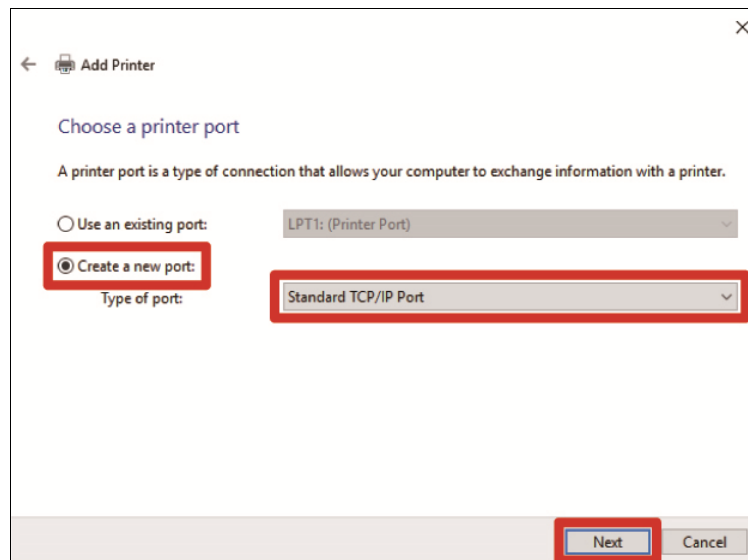 Add Printer
Choose a printer port
A printer port is a type of connection that allows your computer to exchange information with a printer.
Use an existing port: LPT1: (Printer Port)
Create a new port:
Type of port: Standard TCP/IP Port
Next Cancel